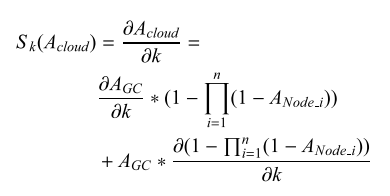 S_k(A_{cloud}) = \frac{\partial A_{cloud}}{\partial k} =
\frac{\partial A_{GC}}{\partial k} * (1 - \prod_{i=1}^{n} (1 - A_{Node\_i}))
+ A_{GC} * \frac{\partial (1 - \prod_{i=1}^{n} (1 - A_{Node\_i}))}{\partial k}